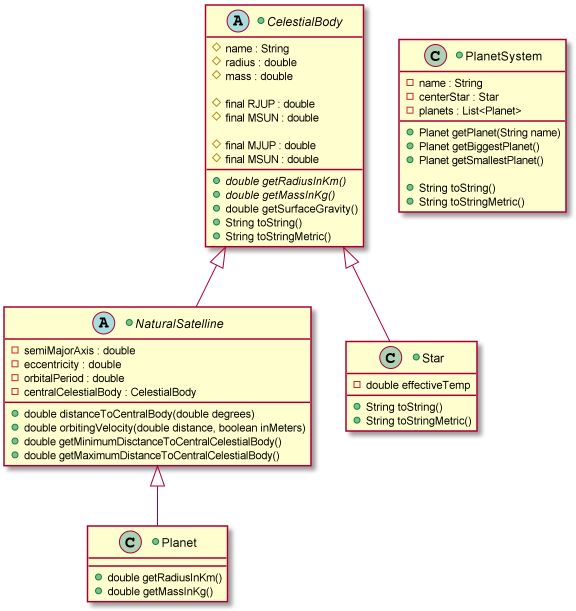 A CelestialBody
name : String
radius : double
mass : double
final RJUP : double
final MSUN : double
final MJUP : double
final MSUN : double
double getRadiusInKm()
double getMassInKg()
double getSurfaceGravity()
String toString()
String toStringMetric()
C PlanetSystem
name : String
centerStar : Star
planets : List<Planet>
Planet getPlanet(String name)
Planet getBiggestPlanet()
Planet getSmallestPlanet()
String toString()
String toStringMetric()
A NaturalSatelline
semiMajorAxis : double
eccentricity : double
orbitalPeriod : double
centralCelestialBody : CelestialBody
double distanceToCentralBody(double degrees)
double orbitingVelocity(double distance, boolean inMeters)
double getMinimumDisctanceToCentralCelestialBody()
double getMaximumDistanceToCentralCelestialBody()
C Star
double effectiveTemp
String toString()
String toStringMetric()
C Planet
double getRadiusInKm()
double getMassInKg()